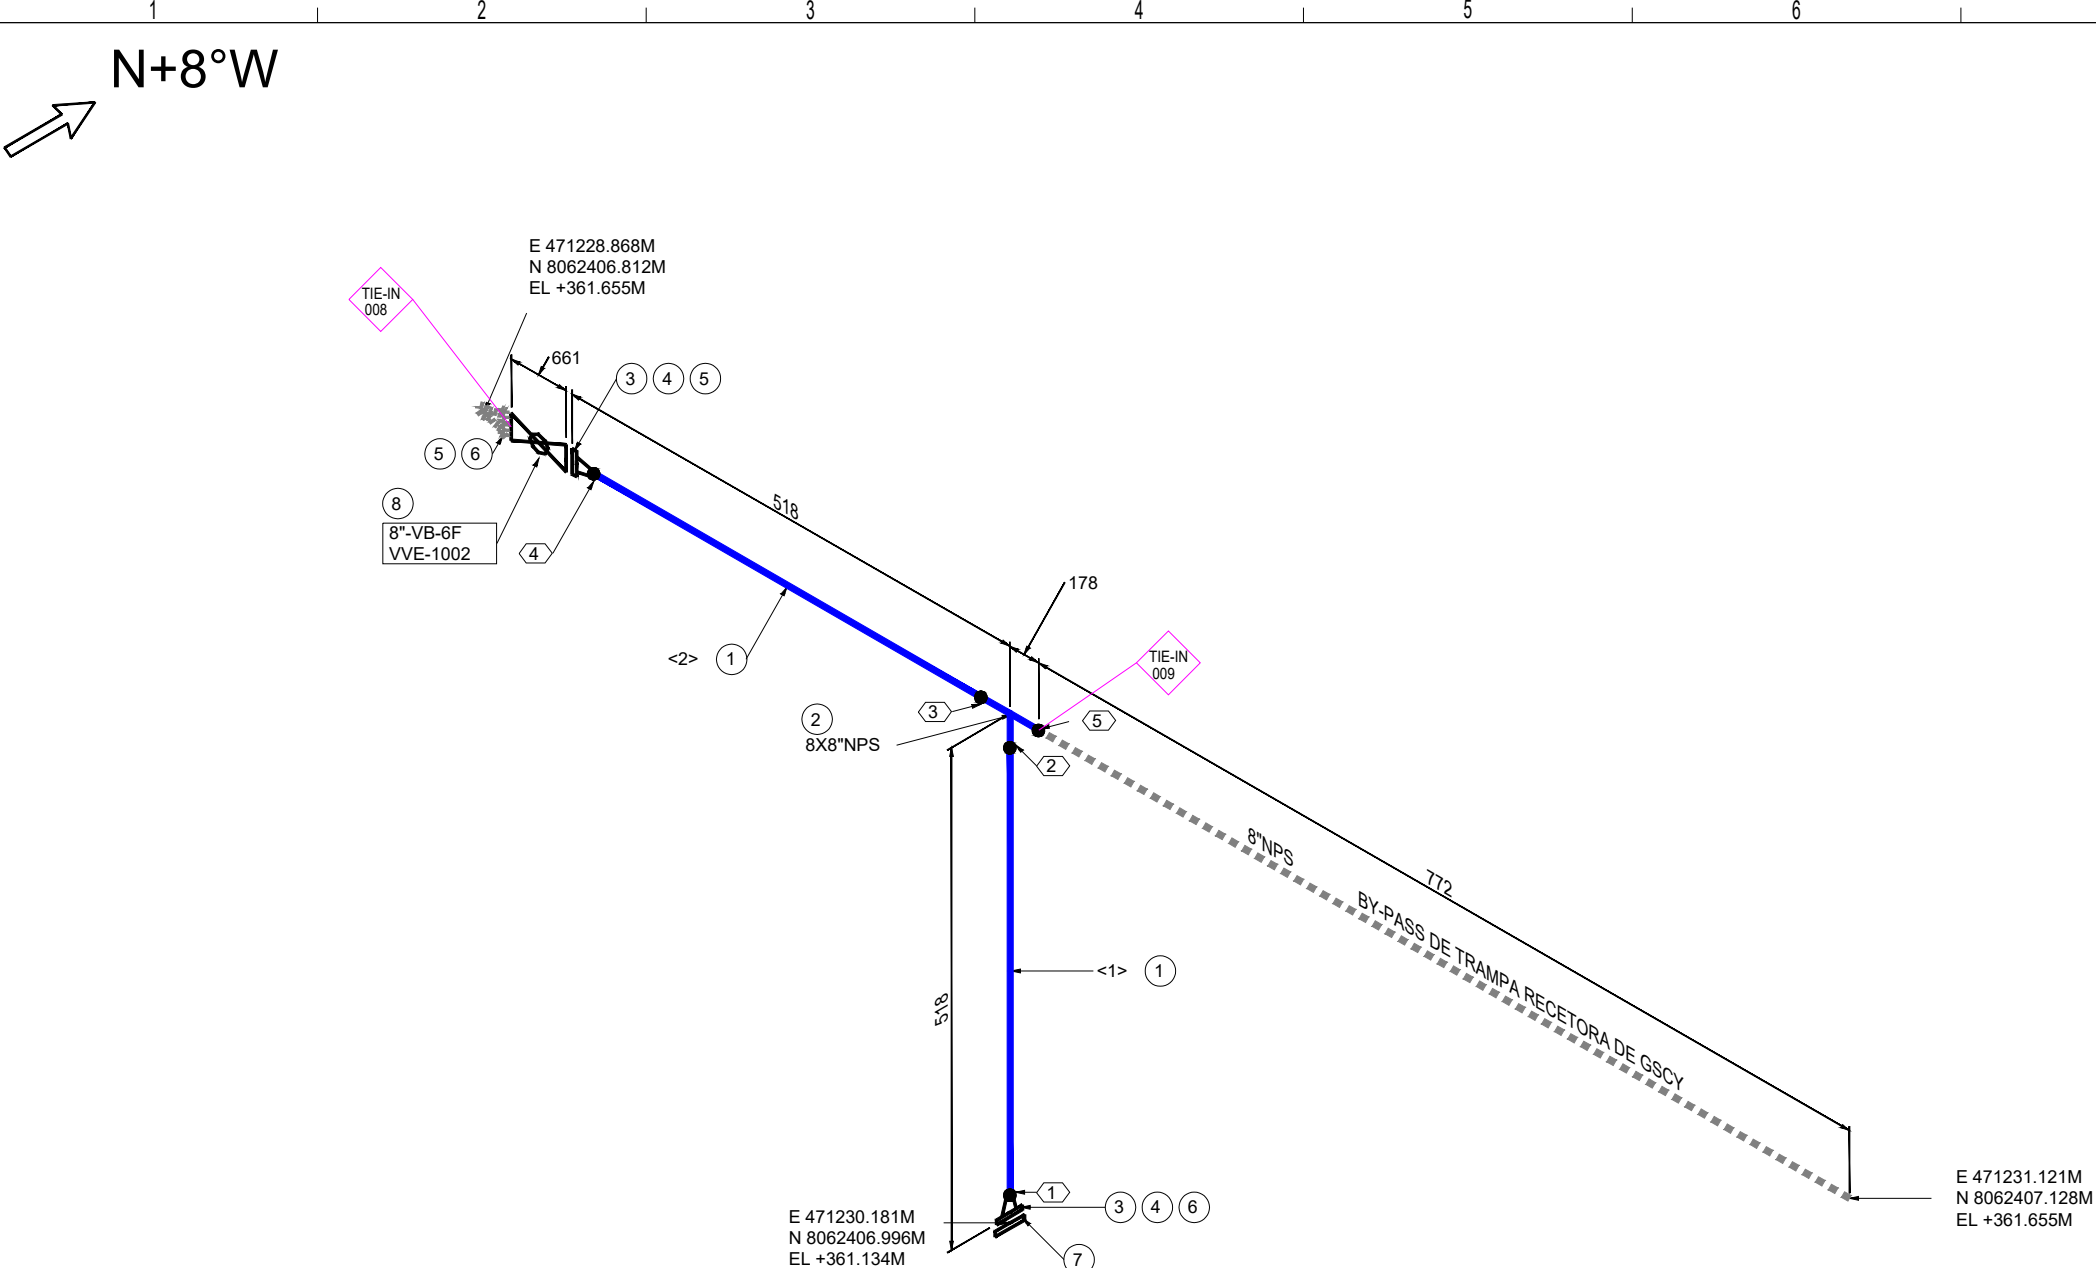 1
2
3
4
5
6
N+8°W
E 471228.868M
N 8062406.812M
EL +361.655M
TIE-IN
008
661
3 4 5
5 6
8
8"-VB-6F
VVE-1002
4
518
178
<2> 1
TIE-IN
009
3
5
2
8X8"NPS
2
8"NPS
772
BY-PASS DE TRAMPA RECETORA DE GSCY
<1> 1
518
1
3 4 6
E 471230.181M
N 8062406.996M
EL +361.134M
7
E 471231.121M
N 8062407.128M
EL +361.655M